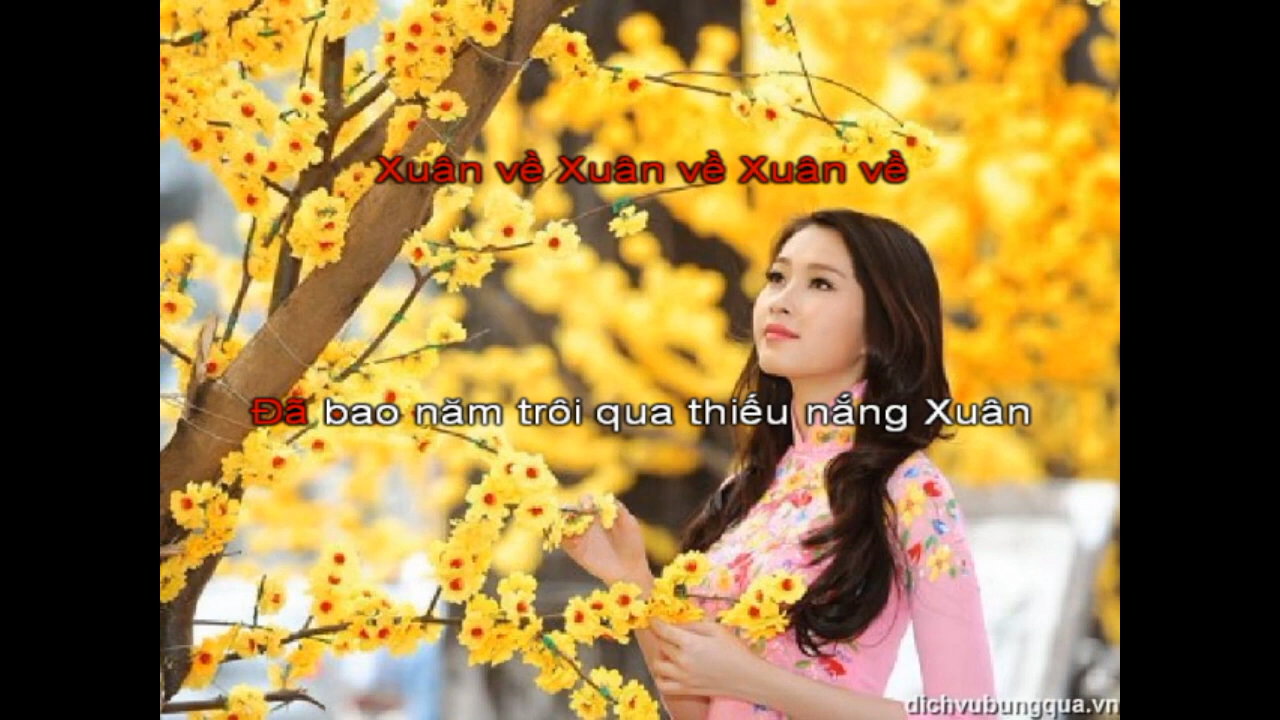 Xuân về Xuân về Xuân về
Đã bao năm trôi qua thiếu nắng Xuân
dichvubungqua.vn